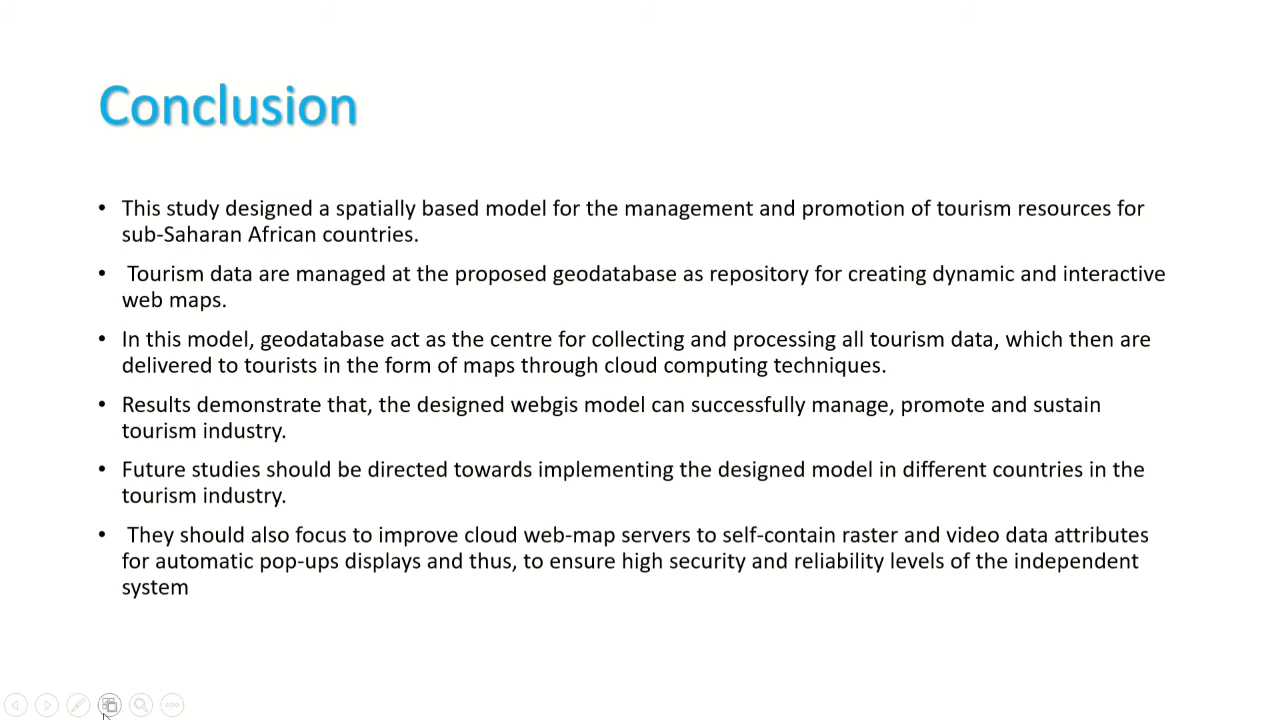 Conclusion
• This study designed a spatially based model for the management and promotion of tourism resources for
sub-Saharan African countries.
• Tourism data are managed at the proposed geodatabase as repository for creating dynamic and interactive
web maps.
• In this model, geodatabase act as the centre for collecting and processing all tourism data, which then are
delivered to tourists in the form of maps through cloud computing techniques.
• Results demonstrate that, the designed webgis model can successfully manage, promote and sustain
tourism industry.
• Future studies should be directed towards implementing the designed model in different countries in the
tourism industry.
• They should also focus to improve cloud web-map servers to self-contain raster and video data attributes
for automatic pop-ups displays and thus, to ensure high security and reliability levels of the independent
system